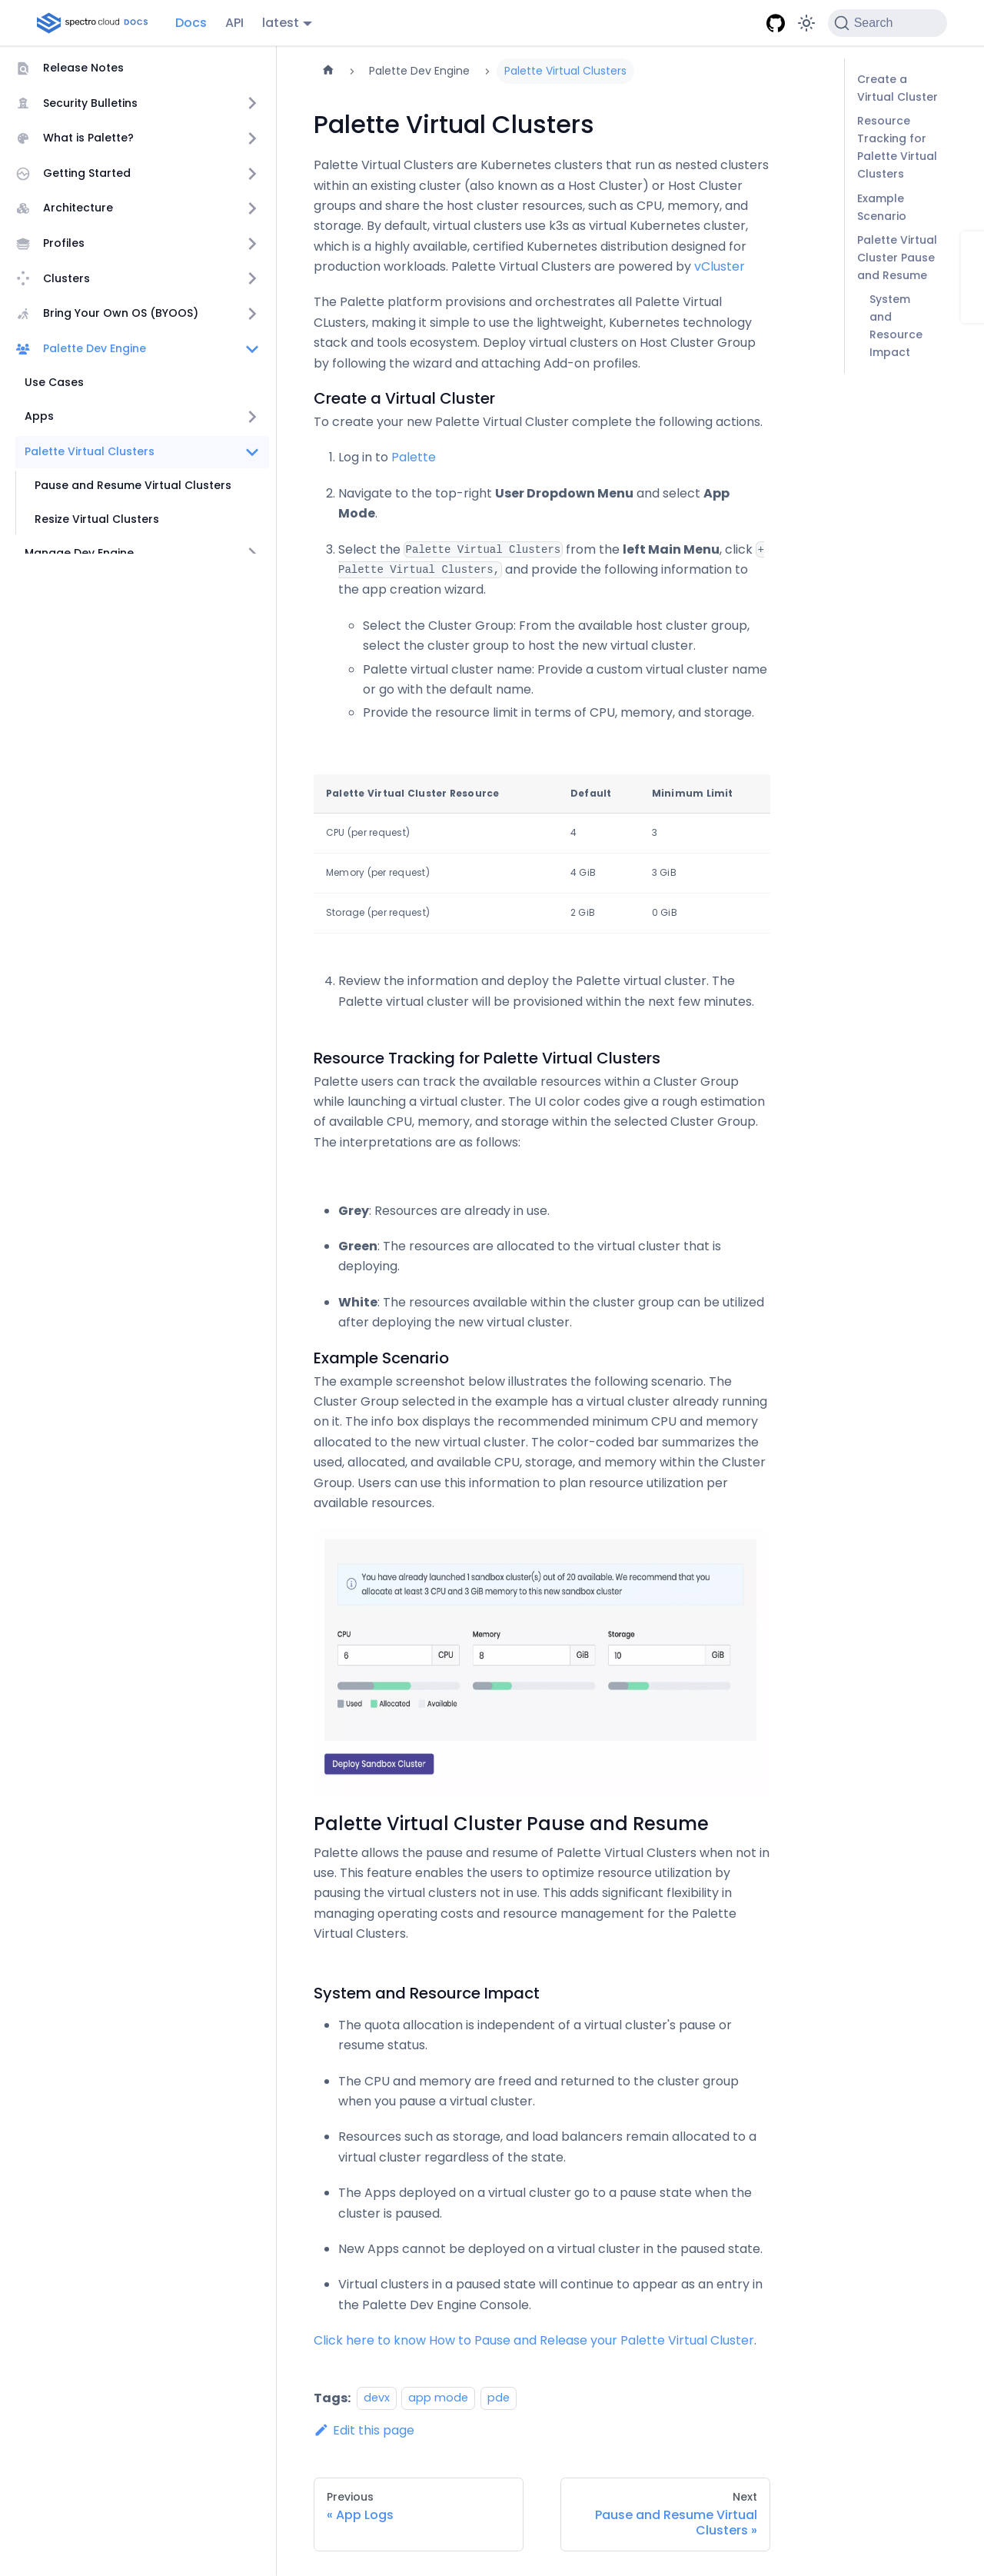 spectro cloud DOCS
Docs
API
latest
Search
Release Notes
Security Bulletins
What is Palette?
Getting Started
Architecture
Profiles
Clusters
Bring Your Own OS (BYOOS)
Palette Dev Engine
Use Cases
Apps
Palette Virtual Clusters
Pause and Resume Virtual Clusters
Resize Virtual Clusters
Manage Dev Engine
Palette Dev Engine
Palette Virtual Clusters
Palette Virtual Clusters
Palette Virtual Clusters are Kubernetes clusters that run as nested clusters
within an existing cluster (also known as a Host Cluster) or Host Cluster
groups and share the host cluster resources, such as CPU, memory, and
storage. By default, virtual clusters use k3s as virtual Kubernetes cluster,
which is a highly available, certified Kubernetes distribution designed for
production workloads. Palette Virtual Clusters are powered by vCluster
The Palette platform provisions and orchestrates all Palette Virtual
CLusters, making it simple to use the lightweight, Kubernetes technology
stack and tools ecosystem. Deploy virtual clusters on Host Cluster Group
by following the wizard and attaching Add-on profiles.
Create a Virtual Cluster
To create your new Palette Virtual Cluster complete the following actions.
1. Log in to Palette
2. Navigate to the top-right User Dropdown Menu and select App
Mode.
3. Select the Palette Virtual Clusters from the left Main Menu, click +
Palette Virtual Clusters, and provide the following information to
the app creation wizard.
Select the Cluster Group: From the available host cluster group,
select the cluster group to host the new virtual cluster.
Palette virtual cluster name: Provide a custom virtual cluster name
or go with the default name.
Provide the resource limit in terms of CPU, memory, and storage.
Palette Virtual Cluster Resource Default Minimum Limit
CPU (per request) 4 3
Memory (per request) 4 GiB 3 GiB
Storage (per request) 2 GiB 0 GiB
4. Review the information and deploy the Palette virtual cluster. The
Palette virtual cluster will be provisioned within the next few minutes.
Resource Tracking for Palette Virtual Clusters
Palette users can track the available resources within a Cluster Group
while launching a virtual cluster. The UI color codes give a rough estimation
of available CPU, memory, and storage within the selected Cluster Group.
The interpretations are as follows:
Grey: Resources are already in use.
Green: The resources are allocated to the virtual cluster that is
deploying.
White: The resources available within the cluster group can be utilized
after deploying the new virtual cluster.
Example Scenario
The example screenshot below illustrates the following scenario. The
Cluster Group selected in the example has a virtual cluster already running
on it. The info box displays the recommended minimum CPU and memory
allocated to the new virtual cluster. The color-coded bar summarizes the
used, allocated, and available CPU, storage, and memory within the Cluster
Group. Users can use this information to plan resource utilization per
available resources.
You have already launched 1 sandbox cluster(s) out of 20 available. We recommend that you
allocate at least 3 CPU and 3 GiB memory to this new sandbox cluster
CPU Memory Storage
6 CPU 8 GiB 10 GiB
Used Allocated Available
Deploy Sandbox Cluster
Palette Virtual Cluster Pause and Resume
Palette allows the pause and resume of Palette Virtual Clusters when not in
use. This feature enables the users to optimize resource utilization by
pausing the virtual clusters not in use. This adds significant flexibility in
managing operating costs and resource management for the Palette
Virtual Clusters.
System and Resource Impact
The quota allocation is independent of a virtual cluster's pause or
resume status.
The CPU and memory are freed and returned to the cluster group
when you pause a virtual cluster.
Resources such as storage, and load balancers remain allocated to a
virtual cluster regardless of the state.
The Apps deployed on a virtual cluster go to a pause state when the
cluster is paused.
New Apps cannot be deployed on a virtual cluster in the paused state.
Virtual clusters in a paused state will continue to appear as an entry in
the Palette Dev Engine Console.
Click here to know How to Pause and Release your Palette Virtual Cluster.
Tags: devx app mode pde
Edit this page
Previous
« App Logs
Next
Pause and Resume Virtual
Clusters »
Create a
Virtual Cluster
Resource
Tracking for
Palette Virtual
Clusters
Example
Scenario
Palette Virtual
Cluster Pause
and Resume
System
and
Resource
Impact